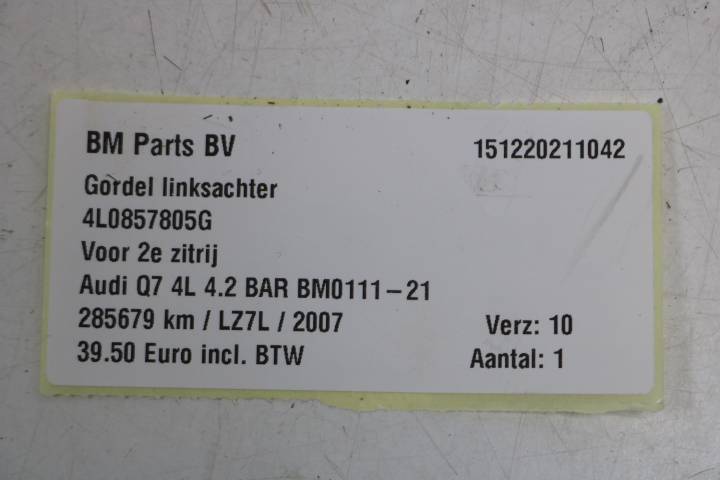 BM Parts BV 151220211042
Gordel linksachter
4L0857805G
Voor 2e zitrij
Audi Q7 4L 4.2 BAR BM0111-21
285679 km / LZ7L / 2007 Verz: 10
39.50 Euro incl. BTW Aantal: 1